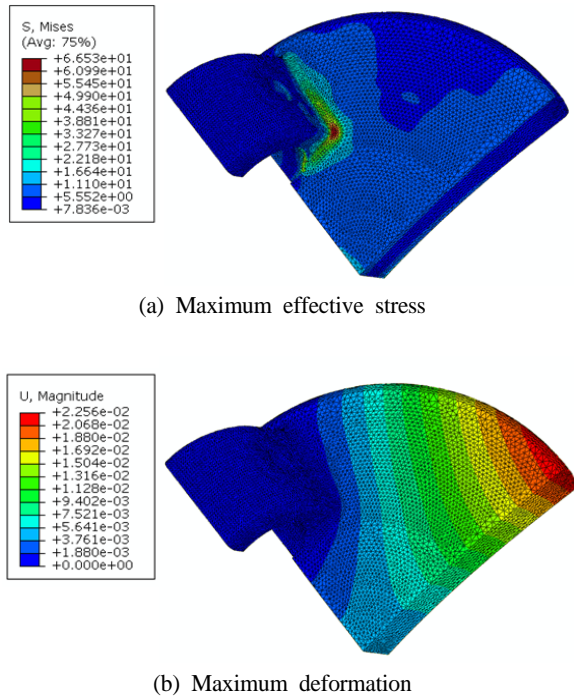 S, Mises
(Avg: 75%)
+6.653e+01
+6.099e+01
+5.545e+01
+4.990e+01
+4.436e+01
+3.881e+01
+3.327e+01
+2.773e+01
+2.218e+01
+1.664e+01
+1.110e+01
+5.552e+00
+7.836e-03
(a) Maximum effective stress
U, Magnitude
+2.256e-02
+2.068e-02
+1.880e-02
+1.692e-02
+1.504e-02
+1.316e-02
+1.128e-02
+9.402e-03
+7.521e-03
+5.641e-03
+3.761e-03
+1.880e-03
+0.000e+00
(b) Maximum deformation